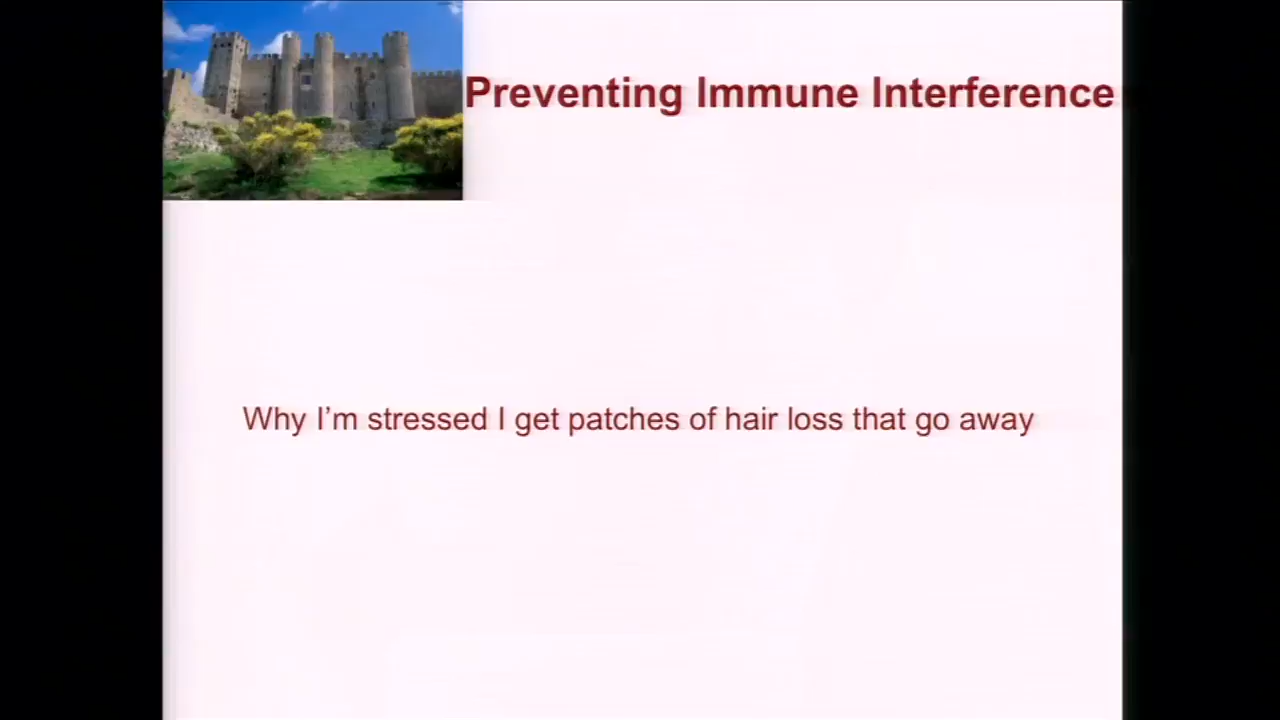 Preventing Immune Interference
Why I’m stressed I get patches of hair loss that go away